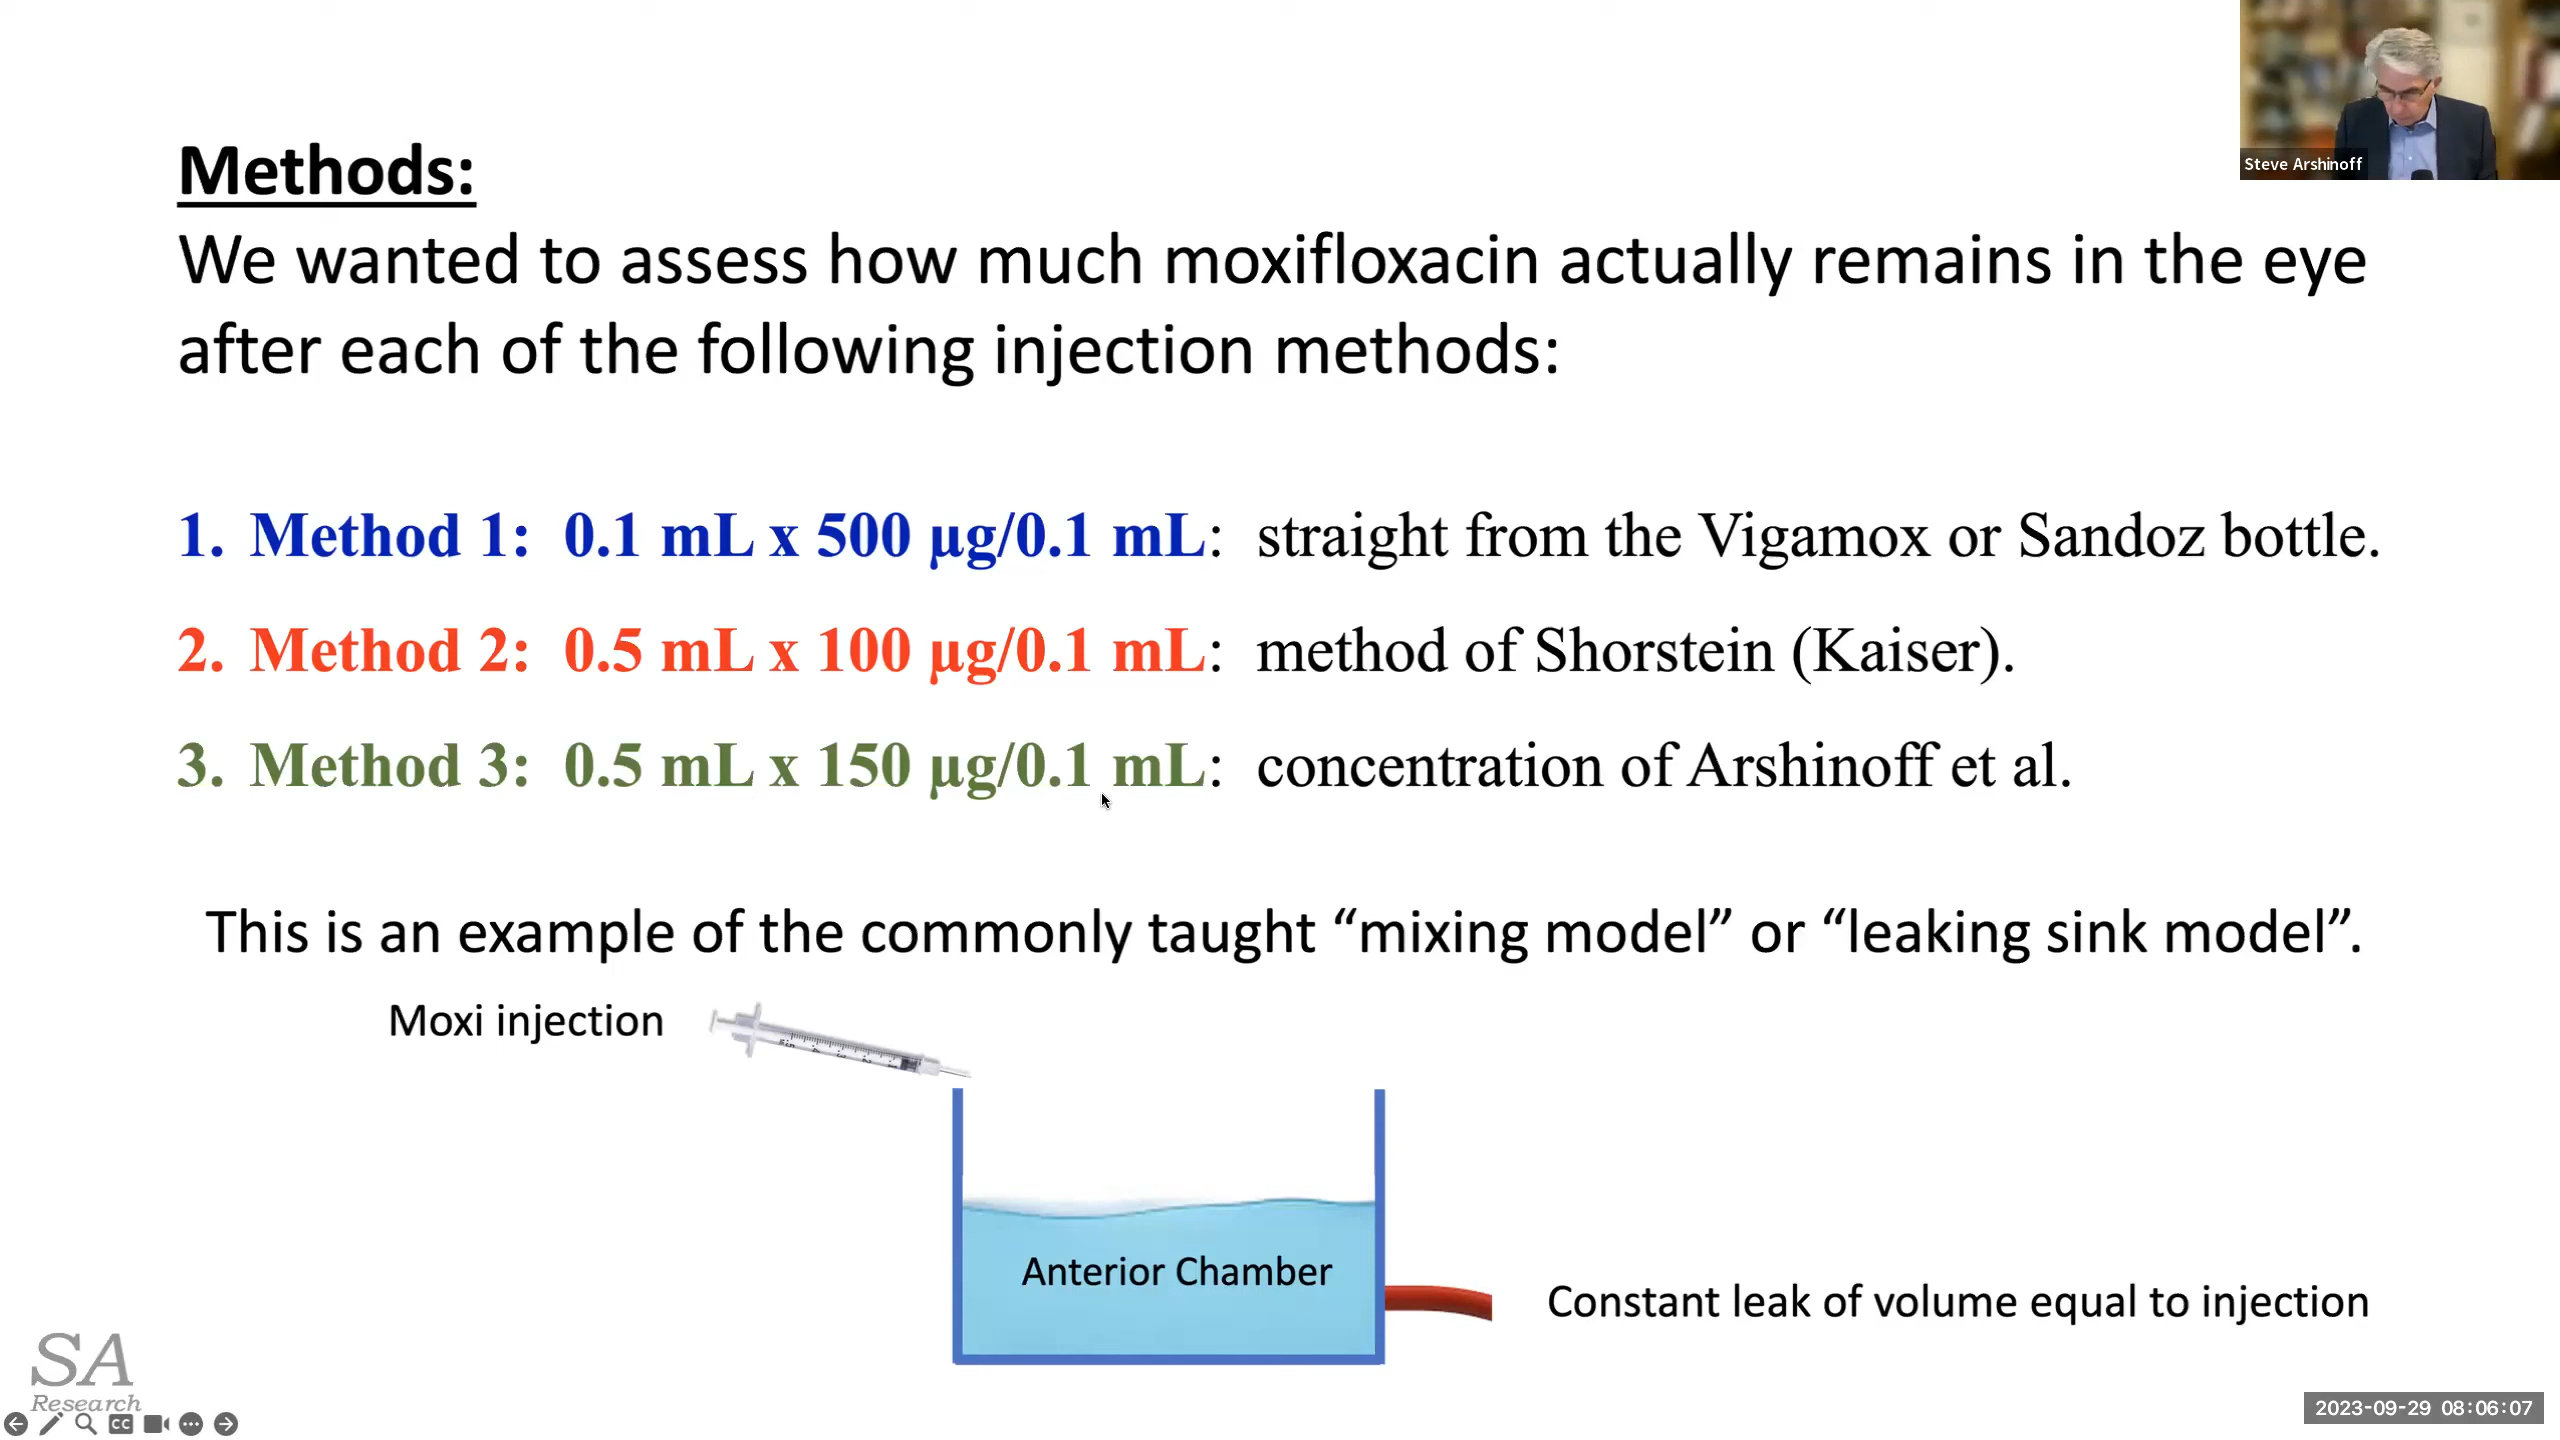 Steve Arshinoff
Methods:
We wanted to assess how much moxifloxacin actually remains in the eye
after each of the following injection methods:
1. Method 1: 0.1 mL x 500 µg/0.1 mL: straight from the Vigamox or Sandoz bottle.
2. Method 2: 0.5 mL x 100 µg/0.1 mL: method of Shorstein (Kaiser).
3. Method 3: 0.5 mL x 150 µg/0.1 mL: concentration of Arshinoff et al.
This is an example of the commonly taught “mixing model” or “leaking sink model”.
Moxi injection
Anterior Chamber
Constant leak of volume equal to injection
SA
Research
CC
2023-09-29 08:06:07